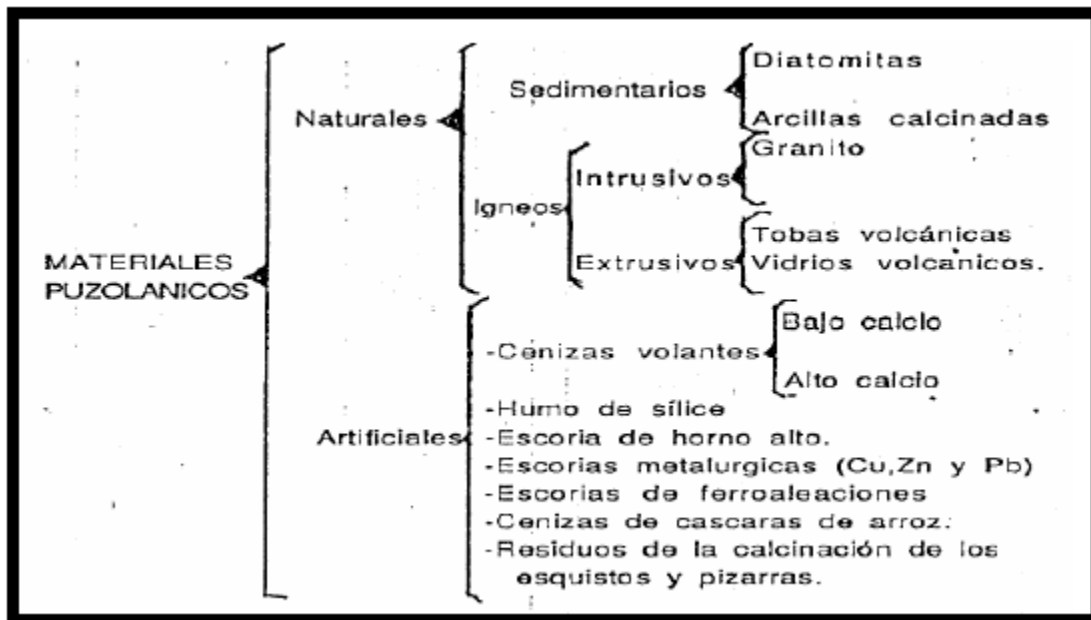 MATERIALES
PUZOLANICOS
Naturales
Sedimentarios
Diatomitas
Arcillas calcinadas
Igneos
Intrusivos
Granito
Extrusivos
Tobas volcánicas
Vidrios volcanicos.
Artificiales
-Cenizas volantes
Bajo calcio
Alto calcio
-Humo de sílice
-Escoria de horno alto.
-Escorias metalurgicas (Cu,Zn y Pb)
-Escorias de ferroaleaciones
-Cenizas de cascaras de arroz.
-Residuos de la calcinación de los
esquistos y pizarras.